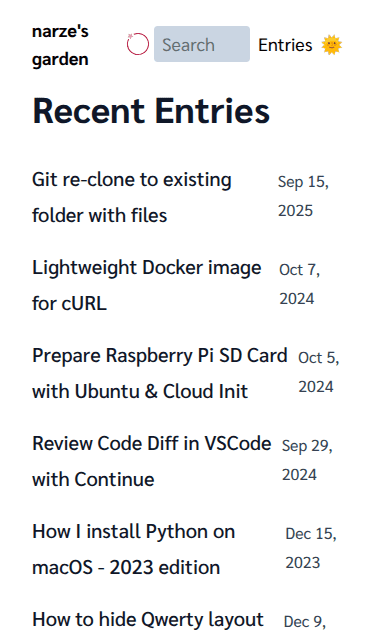 narze's
garden
Search
Entries
Recent Entries
Git re-clone to existing
folder with files
Sep 15,
2025
Lightweight Docker image
for cURL
Oct 7,
2024
Prepare Raspberry Pi SD Card
with Ubuntu & Cloud Init
Oct 5,
2024
Review Code Diff in VSCode
with Continue
Sep 29,
2024
How I install Python on
macOS - 2023 edition
Dec 15,
2023
How to hide Qwerty layout
Dec 9,